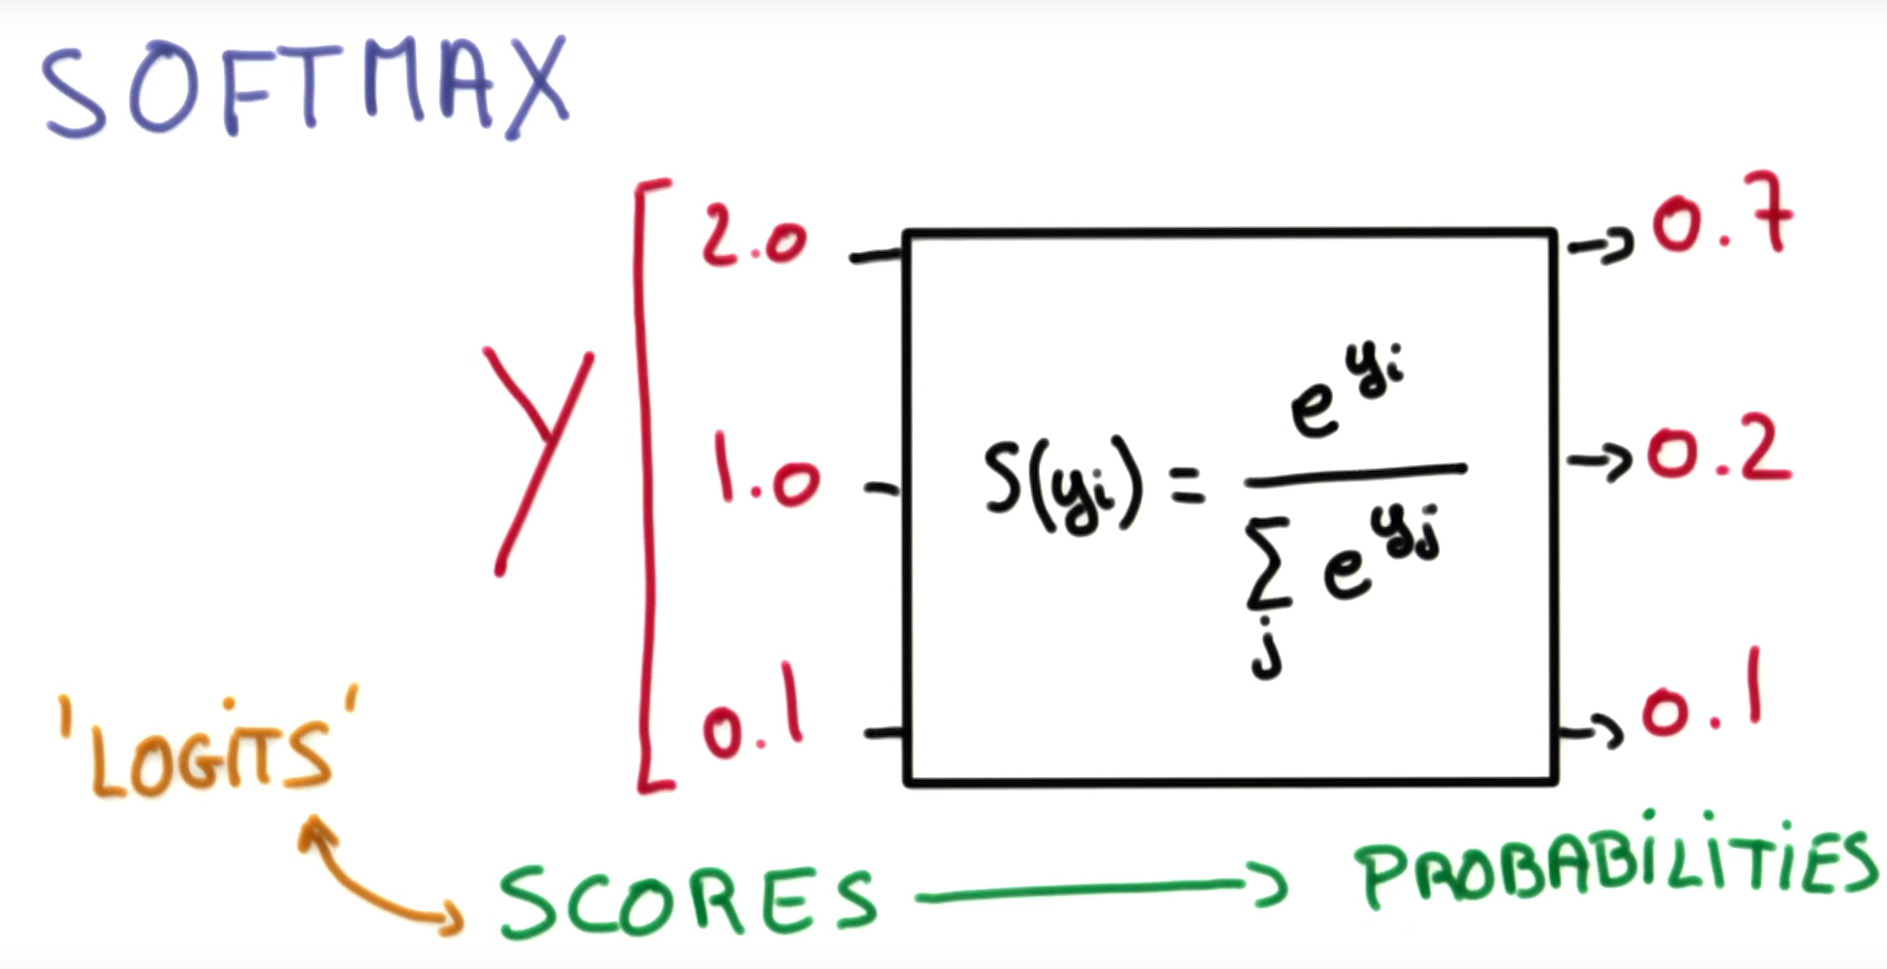 SOFTMAX
Y
2.0
1.0
0.1
S(yi) = e^yi / Σj e^yj
0.7
0.2
0.1
'LOGiTS'
SCORES → PROBABiLiTiES